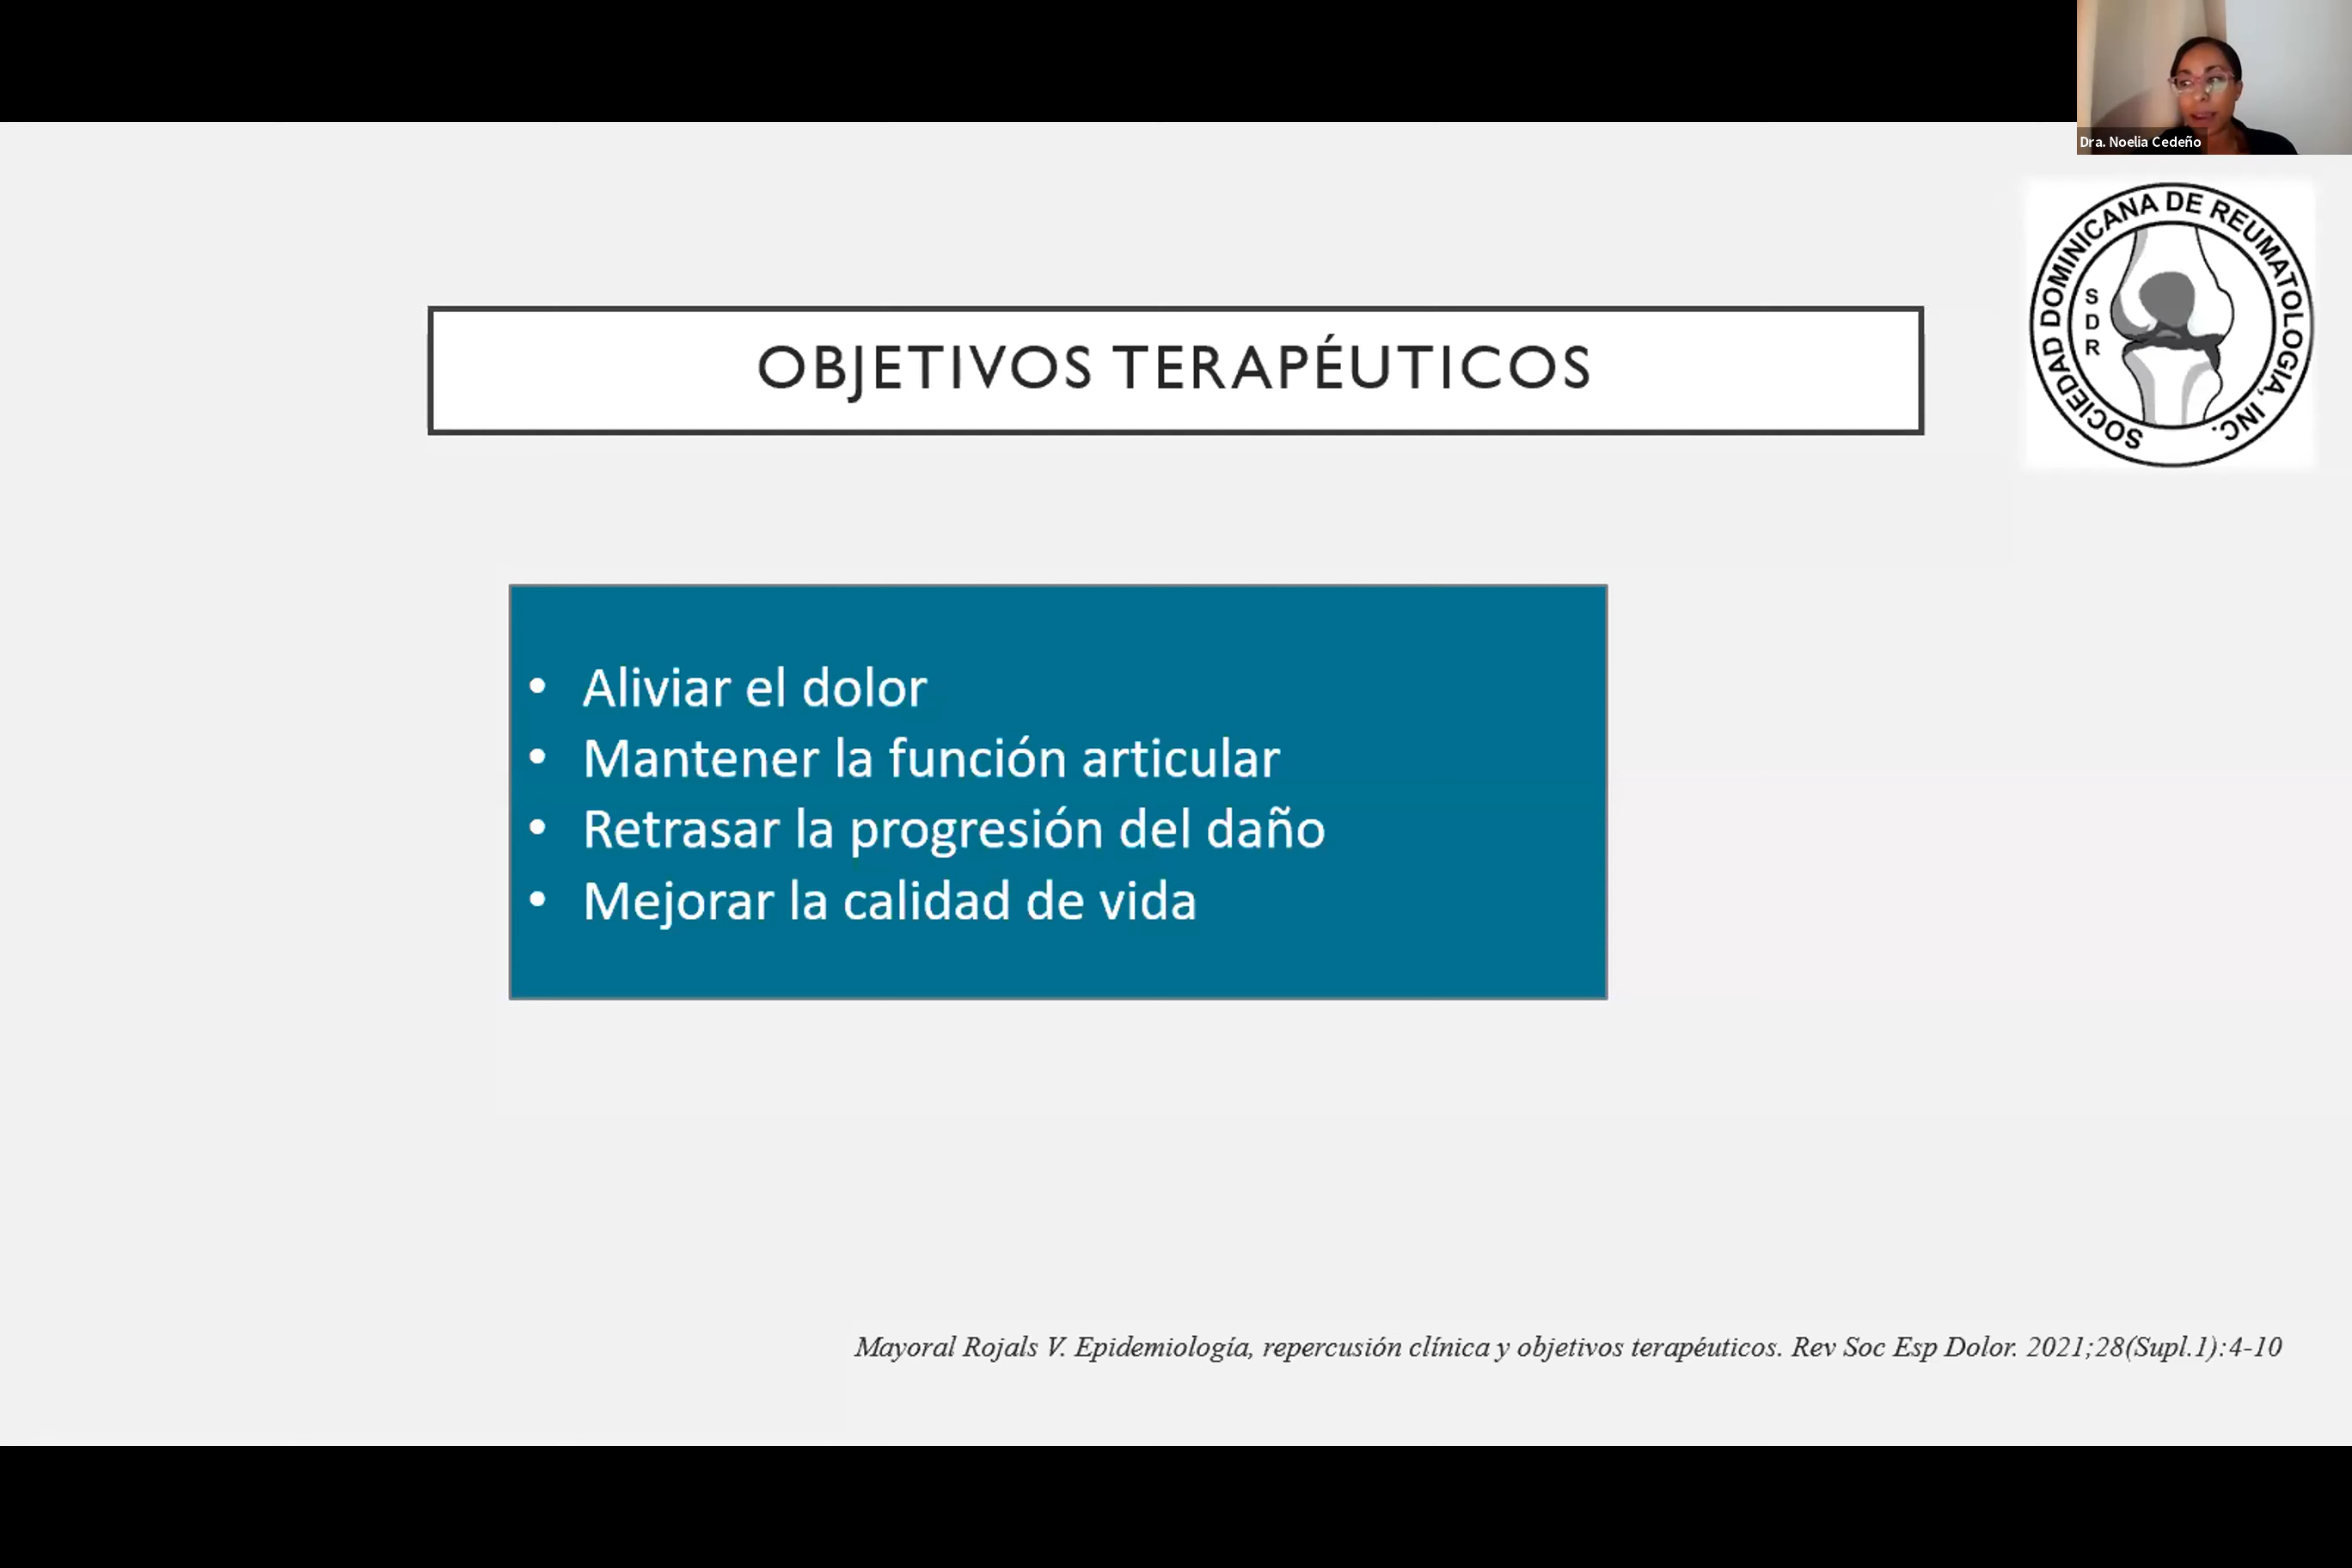 Dra. Noelia Cedeño
SOCIEDAD DOMINICANA DE REUMATOLOGIA, INC.
S
D
R
OBJETIVOS TERAPÉUTICOS
• Aliviar el dolor
• Mantener la función articular
• Retrasar la progresión del daño
• Mejorar la calidad de vida
Mayoral Rojals V. Epidemiología, repercusión clínica y objetivos terapéuticos. Rev Soc Esp Dolor. 2021;28(Supl.1):4-10